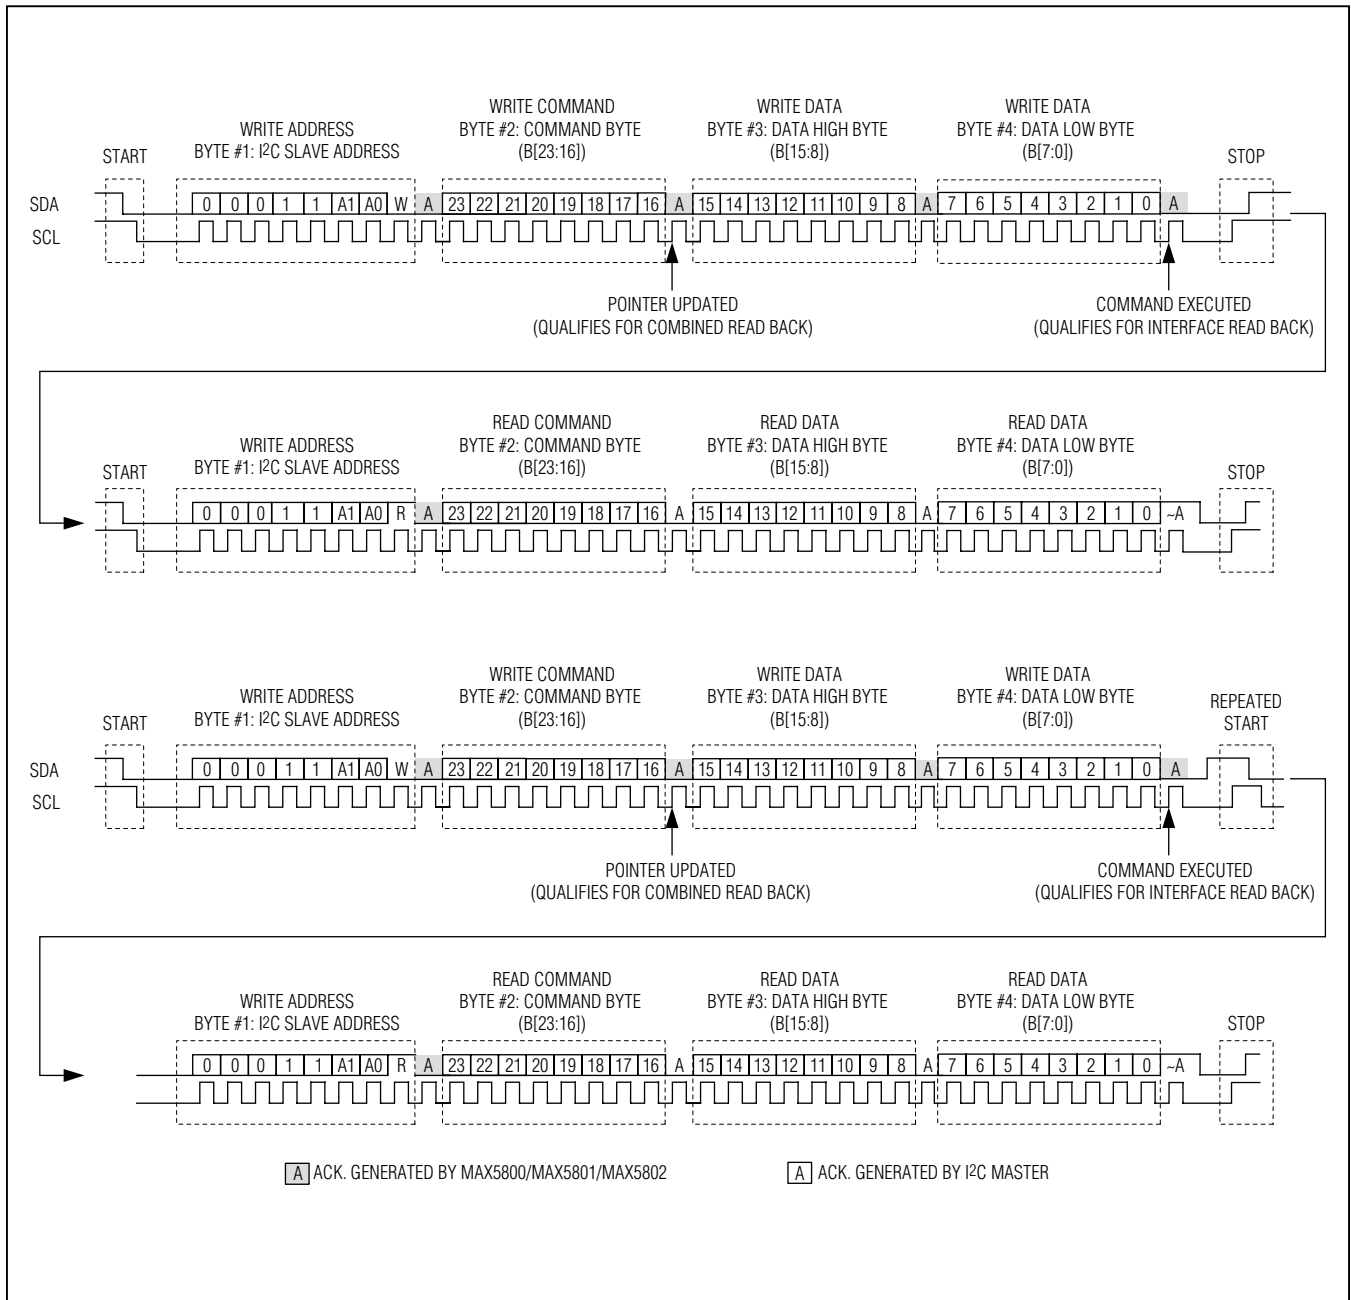 WRITE COMMAND WRITE DATA WRITE DATA
WRITE ADDRESS BYTE #2: COMMAND BYTE BYTE #3: DATA HIGH BYTE BYTE #4: DATA LOW BYTE
START BYTE #1: I2C SLAVE ADDRESS (B[23:16]) (B[15:8]) (B[7:0]) STOP
SDA 0 0 0 1 1 A1 A0 W A 23 22 21 20 19 18 17 16 A 15 14 13 12 11 10 9 8 A 7 6 5 4 3 2 1 0 A
SCL
POINTER UPDATED COMMAND EXECUTED
(QUALIFIES FOR COMBINED READ BACK) (QUALIFIES FOR INTERFACE READ BACK)
READ COMMAND READ DATA READ DATA
WRITE ADDRESS BYTE #2: COMMAND BYTE BYTE #3: DATA HIGH BYTE BYTE #4: DATA LOW BYTE
START BYTE #1: I2C SLAVE ADDRESS (B[23:16]) (B[15:8]) (B[7:0]) STOP
0 0 0 1 1 A1 A0 R A 23 22 21 20 19 18 17 16 A 15 14 13 12 11 10 9 8 A 7 6 5 4 3 2 1 0 ~A
WRITE COMMAND WRITE DATA WRITE DATA
WRITE ADDRESS BYTE #2: COMMAND BYTE BYTE #3: DATA HIGH BYTE BYTE #4: DATA LOW BYTE REPEATED
START BYTE #1: I2C SLAVE ADDRESS (B[23:16]) (B[15:8]) (B[7:0]) START
SDA 0 0 0 1 1 A1 A0 W A 23 22 21 20 19 18 17 16 A 15 14 13 12 11 10 9 8 A 7 6 5 4 3 2 1 0 A
SCL
POINTER UPDATED COMMAND EXECUTED
(QUALIFIES FOR COMBINED READ BACK) (QUALIFIES FOR INTERFACE READ BACK)
READ COMMAND READ DATA READ DATA
WRITE ADDRESS BYTE #2: COMMAND BYTE BYTE #3: DATA HIGH BYTE BYTE #4: DATA LOW BYTE
BYTE #1: I2C SLAVE ADDRESS (B[23:16]) (B[15:8]) (B[7:0]) STOP
0 0 0 1 1 A1 A0 R A 23 22 21 20 19 18 17 16 A 15 14 13 12 11 10 9 8 A 7 6 5 4 3 2 1 0 ~A
A ACK. GENERATED BY MAX5800/MAX5801/MAX5802 A ACK. GENERATED BY I2C MASTER